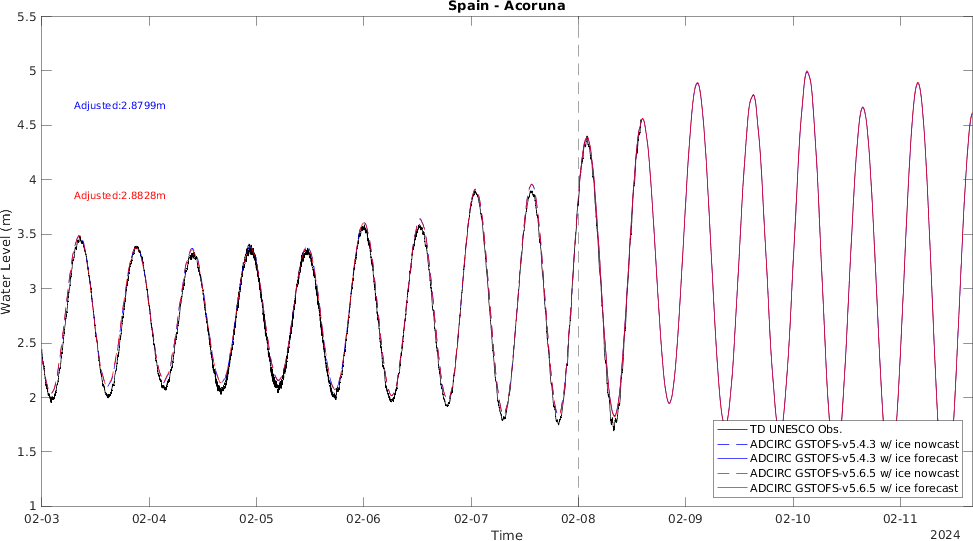 Spain - Acoruna
5.5
5
4.5
4
3.5
3
2.5
2
1.5
1
Water Level (m)
Adjusted:2.8799m
Adjusted:2.8828m
TD UNESCO Obs.
ADCIRC GSTOFS-v5.4.3 w/ ice nowcast
ADCIRC GSTOFS-v5.4.3 w/ ice forecast
ADCIRC GSTOFS-v5.6.5 w/ ice nowcast
ADCIRC GSTOFS-v5.6.5 w/ ice forecast
02-03 02-04 02-05 02-06 02-07 02-08 02-09 02-10 02-11
Time
2024